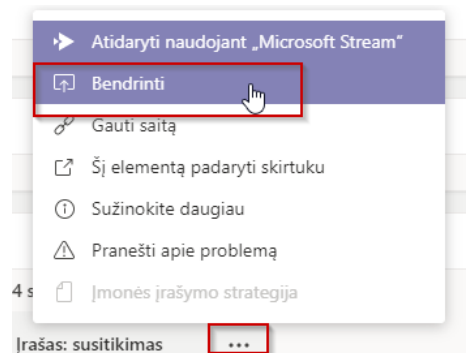 Atidaryti naudojant „Microsoft Stream“
Bendrinti
Gauti saitą
Šį elementą padaryti skirtuku
Sužinokite daugiau
Pranešti apie problemą
4 s
Įmonės įrašymo strategija
Įrašas: susitikimas